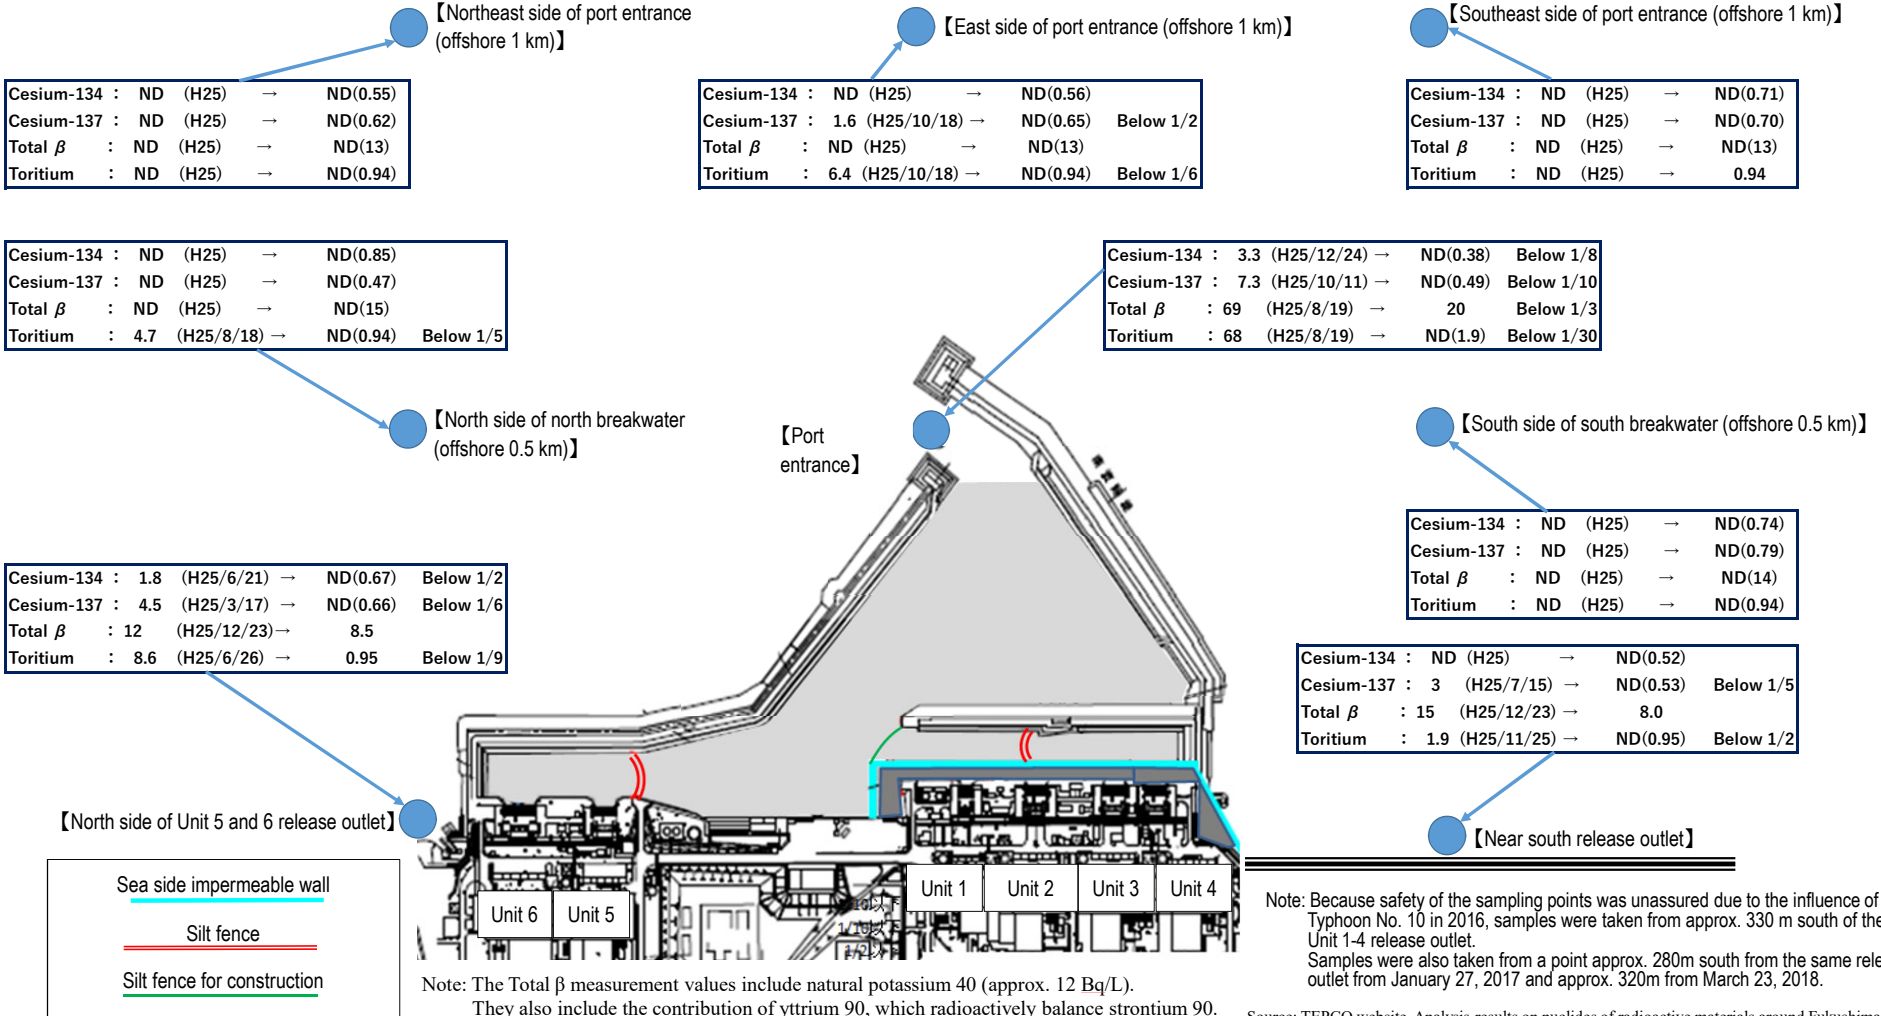 【Northeast side of port entrance
(offshore 1 km)】
【East side of port entrance (offshore 1 km)】
【Southeast side of port entrance (offshore 1 km)】
Cesium-134： ND (H25) → ND(0.55)
Cesium-137： ND (H25) → ND(0.62)
Total β ： ND (H25) → ND(13)
Toritium ： ND (H25) → ND(0.94)
Cesium-134： ND (H25) → ND(0.56)
Cesium-137： 1.6 (H25/10/18)→ ND(0.65) Below 1/2
Total β ： ND (H25) → ND(13)
Toritium ： 6.4 (H25/10/18)→ ND(0.94) Below 1/6
Cesium-134： ND (H25) → ND(0.71)
Cesium-137： ND (H25) → ND(0.70)
Total β ： ND (H25) → ND(13)
Toritium ： ND (H25) → 0.94
Cesium-134： ND (H25) → ND(0.85)
Cesium-137： ND (H25) → ND(0.47)
Total β ： ND (H25) → ND(15)
Toritium ： 4.7 (H25/8/18)→ ND(0.94) Below 1/5
Cesium-134： 3.3 (H25/12/24)→ ND(0.38) Below 1/8
Cesium-137： 7.3 (H25/10/11)→ ND(0.49) Below 1/10
Total β ：69 (H25/8/19) → 20 Below 1/3
Toritium ：68 (H25/8/19) → ND(1.9) Below 1/30
【North side of north breakwater
(offshore 0.5 km)】
【Port
entrance】
【South side of south breakwater (offshore 0.5 km)】
Cesium-134： ND (H25) → ND(0.74)
Cesium-137： ND (H25) → ND(0.79)
Total β ： ND (H25) → ND(14)
Toritium ： ND (H25) → ND(0.94)
Cesium-134： 1.8 (H25/6/21) → ND(0.67) Below 1/2
Cesium-137： 4.5 (H25/3/17) → ND(0.66) Below 1/6
Total β ：12 (H25/12/23)→ 8.5
Toritium ： 8.6 (H25/6/26) → 0.95 Below 1/9
Cesium-134： ND (H25) → ND(0.52)
Cesium-137： 3 (H25/7/15) → ND(0.53) Below 1/5
Total β ：15 (H25/12/23)→ 8.0
Toritium ： 1.9 (H25/11/25)→ ND(0.95) Below 1/2
【North side of Unit 5 and 6 release outlet】
【Near south release outlet】
Unit 1
Unit 2
Unit 3
Unit 4
Unit 6
Unit 5
1/10以下
1/2以下
Sea side impermeable wall
Silt fence
Silt fence for construction
Note: The Total β measurement values include natural potassium 40 (approx. 12 Bq/L).
They also include the contribution of yttrium 90, which radioactively balance strontium 90.
Note: Because safety of the sampling points was unassured due to the influence of
Typhoon No. 10 in 2016, samples were taken from approx. 330 m south of the
Unit 1-4 release outlet.
Samples were also taken from a point approx. 280m south from the same rele
outlet from January 27, 2017 and approx. 320m from March 23, 2018.
Source: TEPCO website, Analysis results on nuclides of radioactive materials around Fukushima